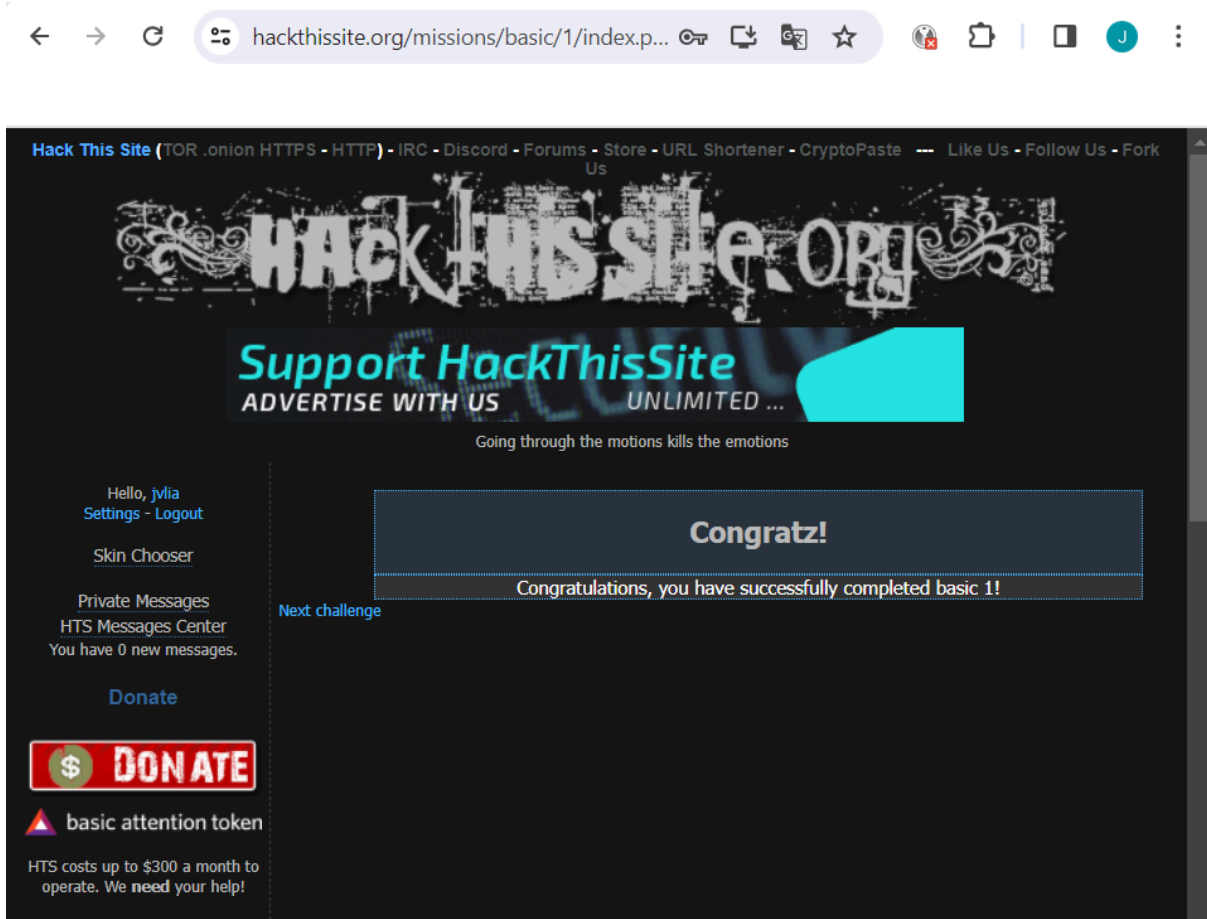 hackthissite.org/missions/basic/1/index.p...
J
Hack This Site (TOR .onion HTTPS - HTTP) - IRC - Discord - Forums - Store - URL Shortener - CryptoPaste --- Like Us - Follow Us - Fork
Us
HACK THIS SITE.ORG
Support HackThisSite
ADVERTISE WITH US UNLIMITED ...
Going through the motions kills the emotions
Hello, jvlia
Settings - Logout
Skin Chooser
Private Messages
HTS Messages Center
You have 0 new messages.
Donate
$ DONATE
basic attention token
HTS costs up to $300 a month to
operate. We need your help!
Congratz!
Congratulations, you have successfully completed basic 1!
Next challenge